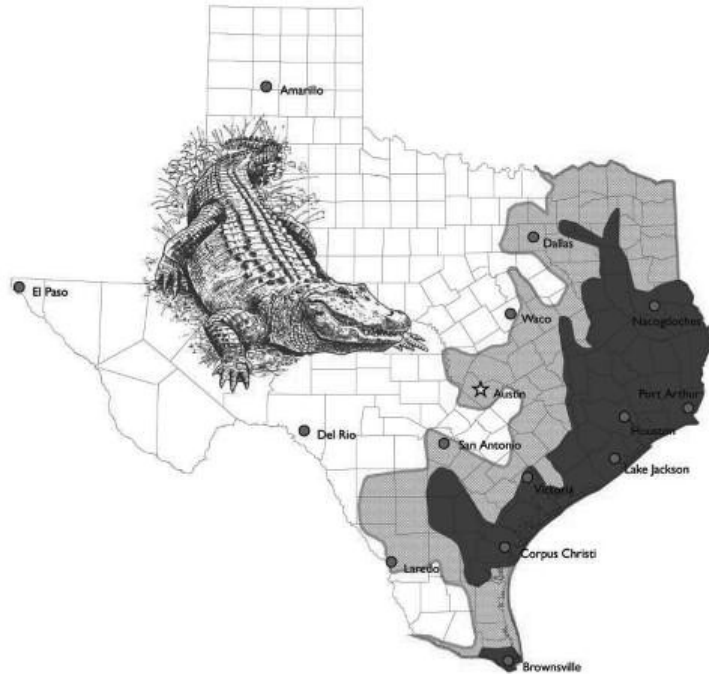 Amarillo
Dallas
El Paso
Waco
Nacogdoches
Austin
Port Arthur
Houston
Del Rio
San Antonio
Lake Jackson
Victoria
Corpus Christi
Laredo
Brownsville